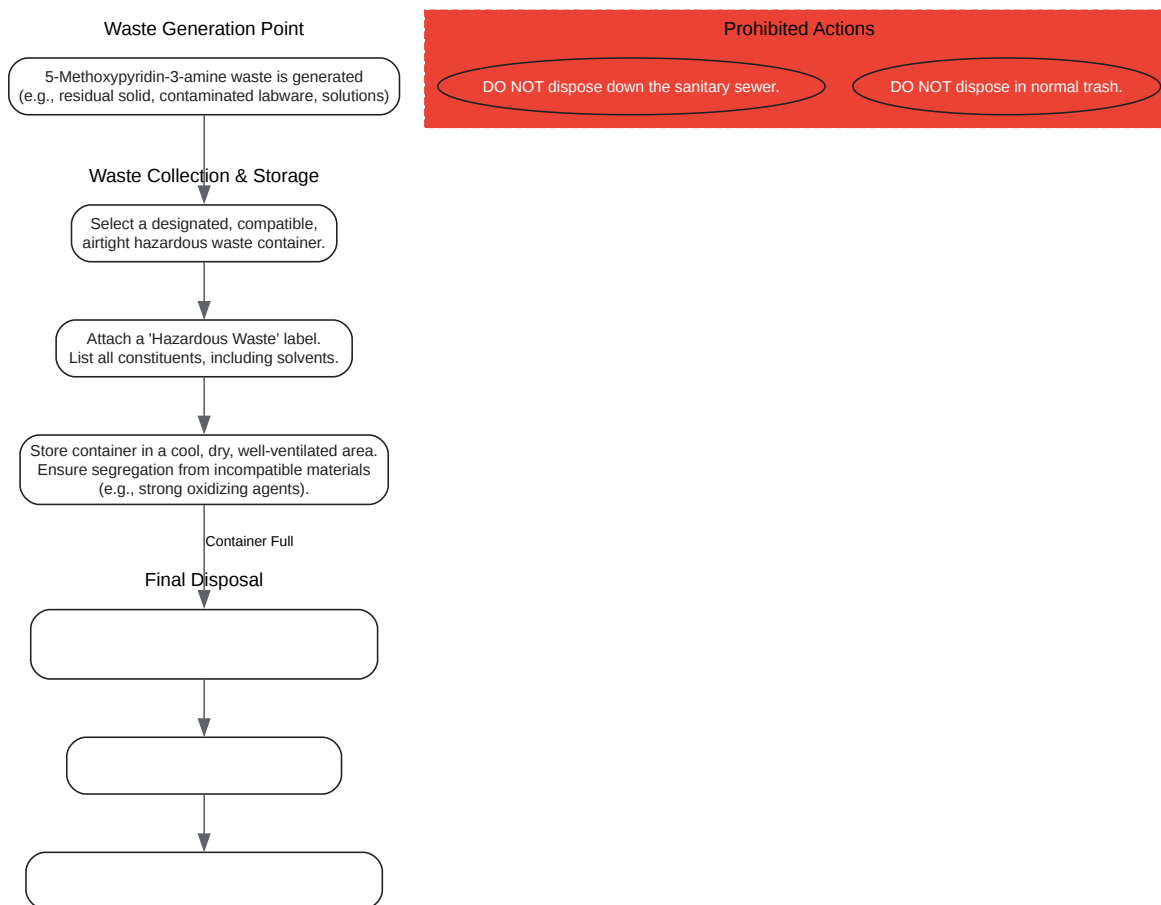 Waste Generation Point
5-Methoxypyridin-3-amine waste is generated
(e.g., residual solid, contaminated labware, solutions)
Waste Collection & Storage
Select a designated, compatible,
airtight hazardous waste container.
Attach a 'Hazardous Waste' label.
List all constituents, including solvents.
Store container in a cool, dry, well-ventilated area.
Ensure segregation from incompatible materials
(e.g., strong oxidizing agents).
Container Full
Final Disposal
Prohibited Actions
DO NOT dispose down the sanitary sewer.
DO NOT dispose in normal trash.